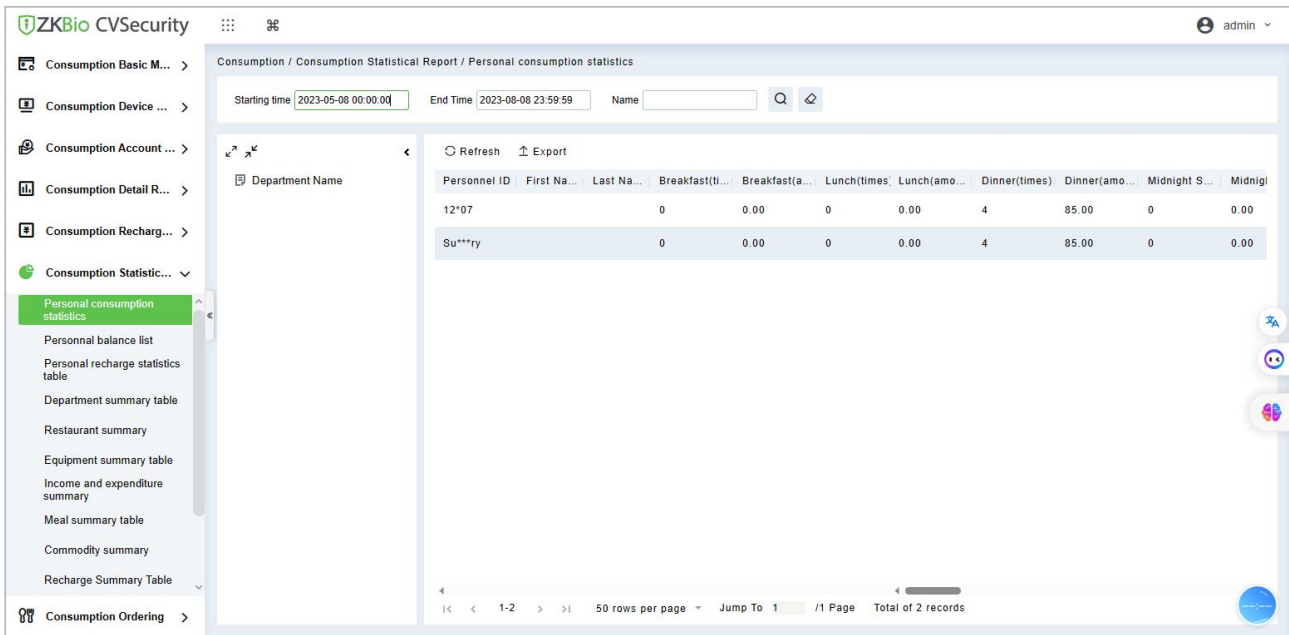 ZKBio CVSecurity
admin
Consumption Basic M...
Consumption Device ...
Consumption Account ...
Consumption Detail R...
Consumption Recharg...
Consumption Statistic...
Personal consumption
statistics
Personnal balance list
Personal recharge statistics
table
Department summary table
Restaurant summary
Equipment summary table
Income and expenditure
summary
Meal summary table
Commodity summary
Recharge Summary Table
Consumption Ordering
Consumption / Consumption Statistical Report / Personal consumption statistics
Starting time 2023-05-08 00:00:00 End Time 2023-08-08 23:59:59 Name
Department Name
Refresh Export
Personnel ID First Na... Last Na... Breakfast(ti... Breakfast(a... Lunch(times) Lunch(amo... Dinner(times) Dinner(amo... Midnight S... Midnigl
12*07 0 0.00 0 0.00 4 85.00 0 0.00
Su***ry 0 0.00 0 0.00 4 85.00 0 0.00
1-2 50 rows per page Jump To 1 /1 Page Total of 2 records